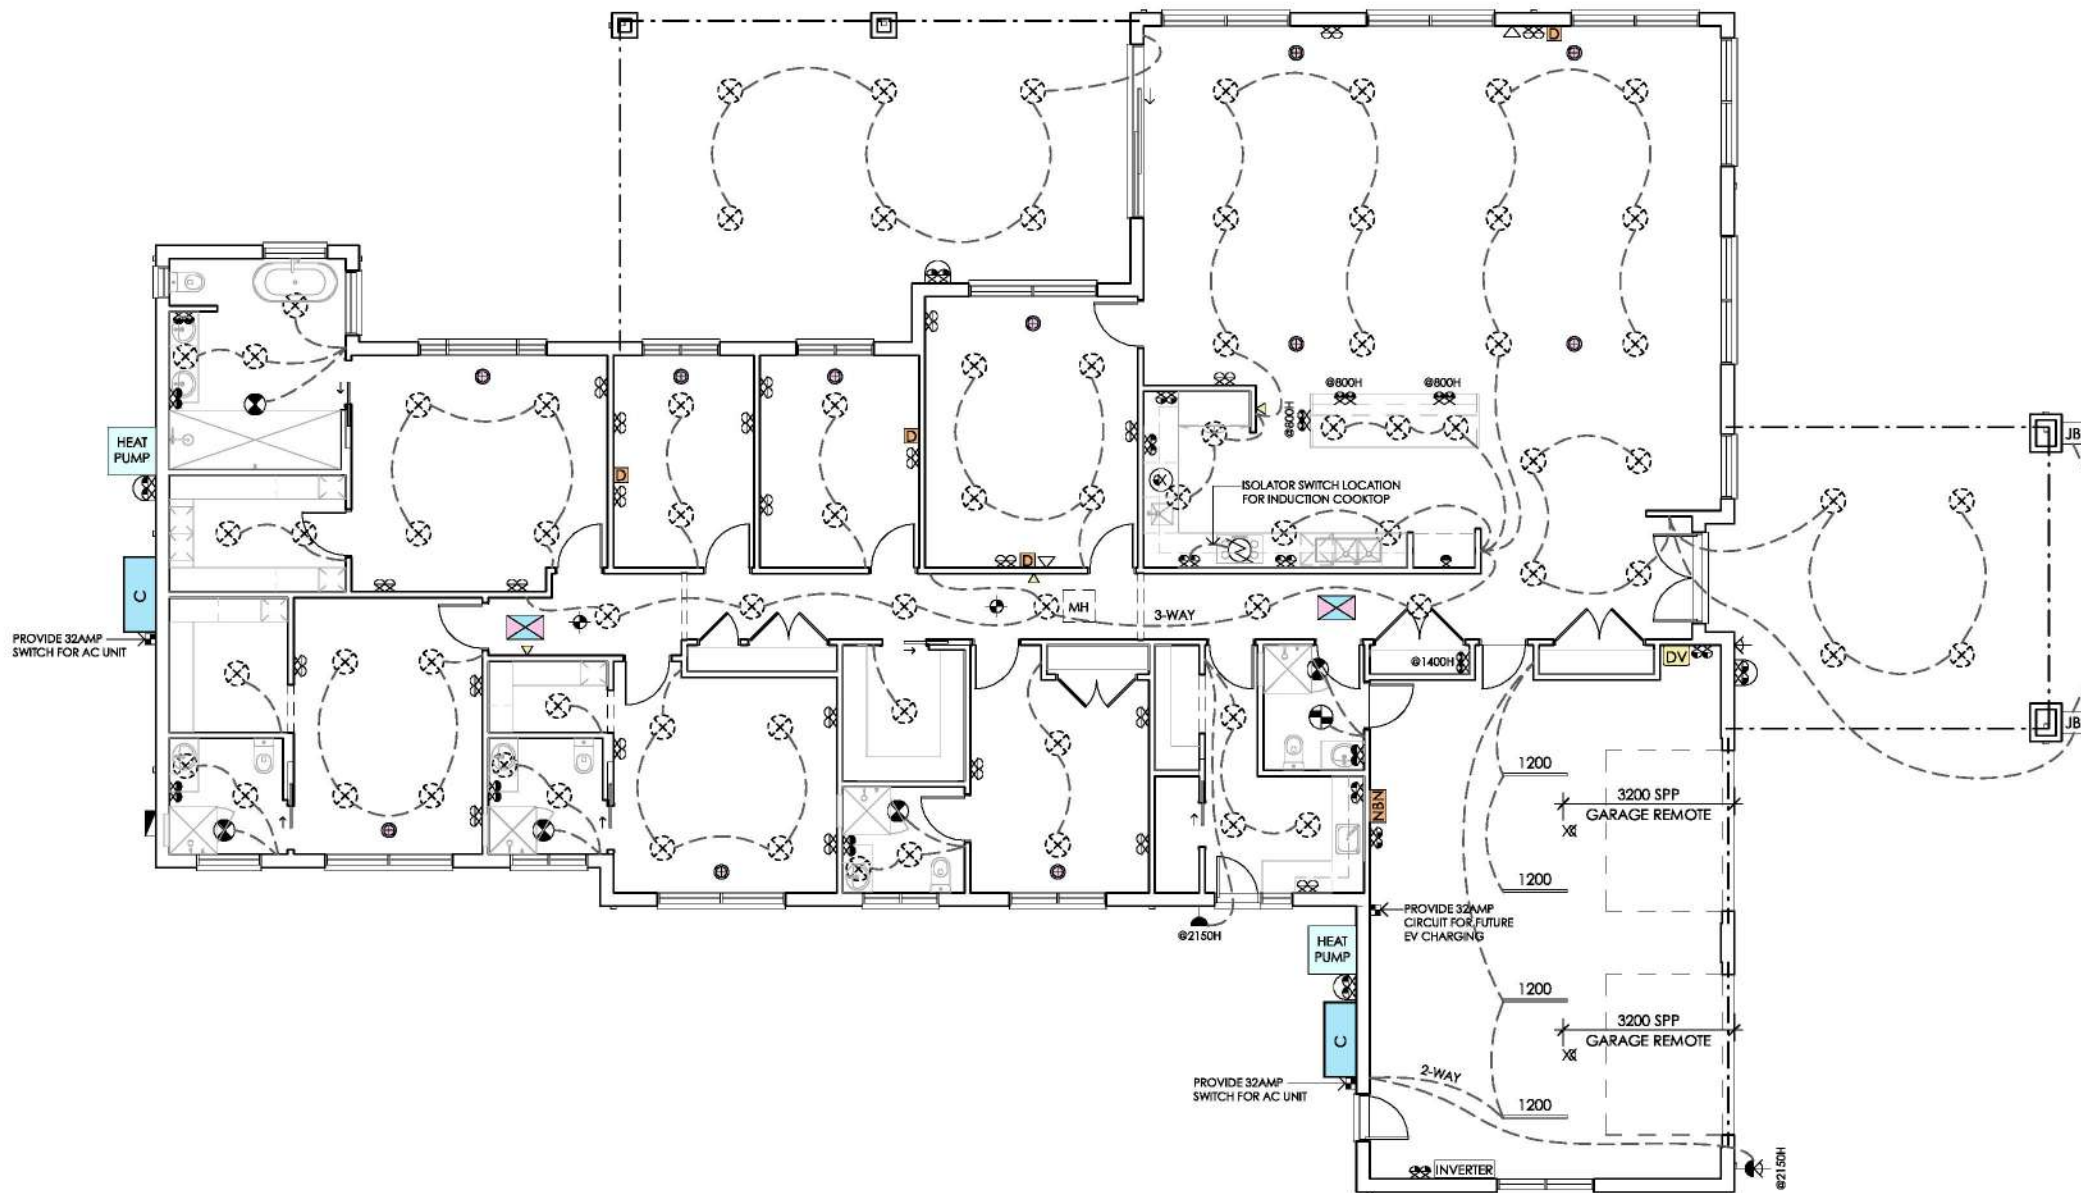 D
@800H
@800H
@800H
JB
HEAT
PUMP
D
D
ISOLATOR SWITCH LOCATION
FOR INDUCTION COOKTOP
D
C
MH
3-WAY
PROVIDE 32AMP
SWITCH FOR AC UNIT
@1400H
DV
JB
1200
3200 SPP
GARAGE REMOTE
NBN
1200
PROVIDE 32AMP
CIRCUIT FOR FUTURE
EV CHARGING
@2150H
HEAT
PUMP
1200
3200 SPP
GARAGE REMOTE
C
2-WAY
PROVIDE 32AMP
SWITCH FOR AC UNIT
1200
INVERTER
@2150H